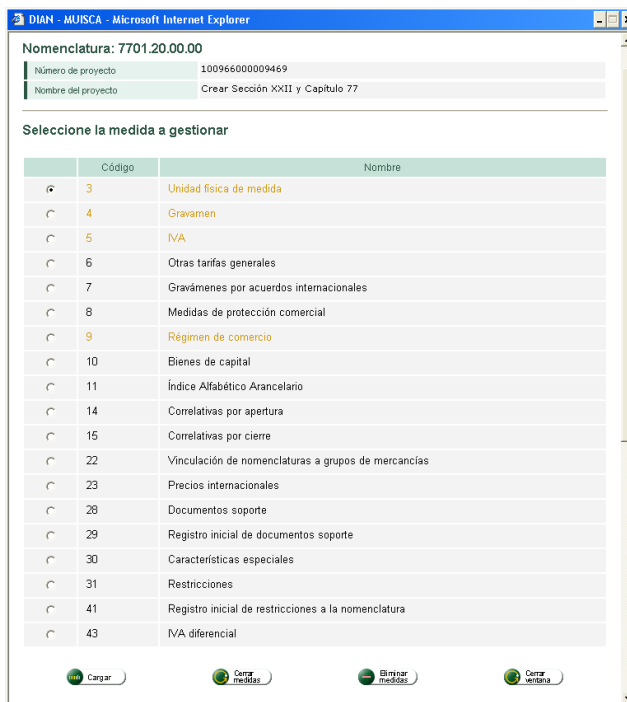 DIAN - MUISCA - Microsoft Internet Explorer
Nomenclatura: 7701.20.00.00
Número de proyecto 100966000009469
Nombre del proyecto Crear Sección XXII y Capítulo 77
Seleccione la medida a gestionar
Código Nombre
3 Unidad física de medida
4 Gravamen
5 IVA
6 Otras tarifas generales
7 Gravámenes por acuerdos internacionales
8 Medidas de protección comercial
9 Régimen de comercio
10 Bienes de capital
11 Índice Alfabético Arancelario
14 Correlativas por apertura
15 Correlativas por cierre
22 Vinculación de nomenclaturas a grupos de mercancías
23 Precios internacionales
28 Documentos soporte
29 Registro inicial de documentos soporte
30 Características especiales
31 Restricciones
41 Registro inicial de restricciones a la nomenclatura
43 IVA diferencial
Cargar Cerrar medidas Eliminar medidas Cerrar ventana